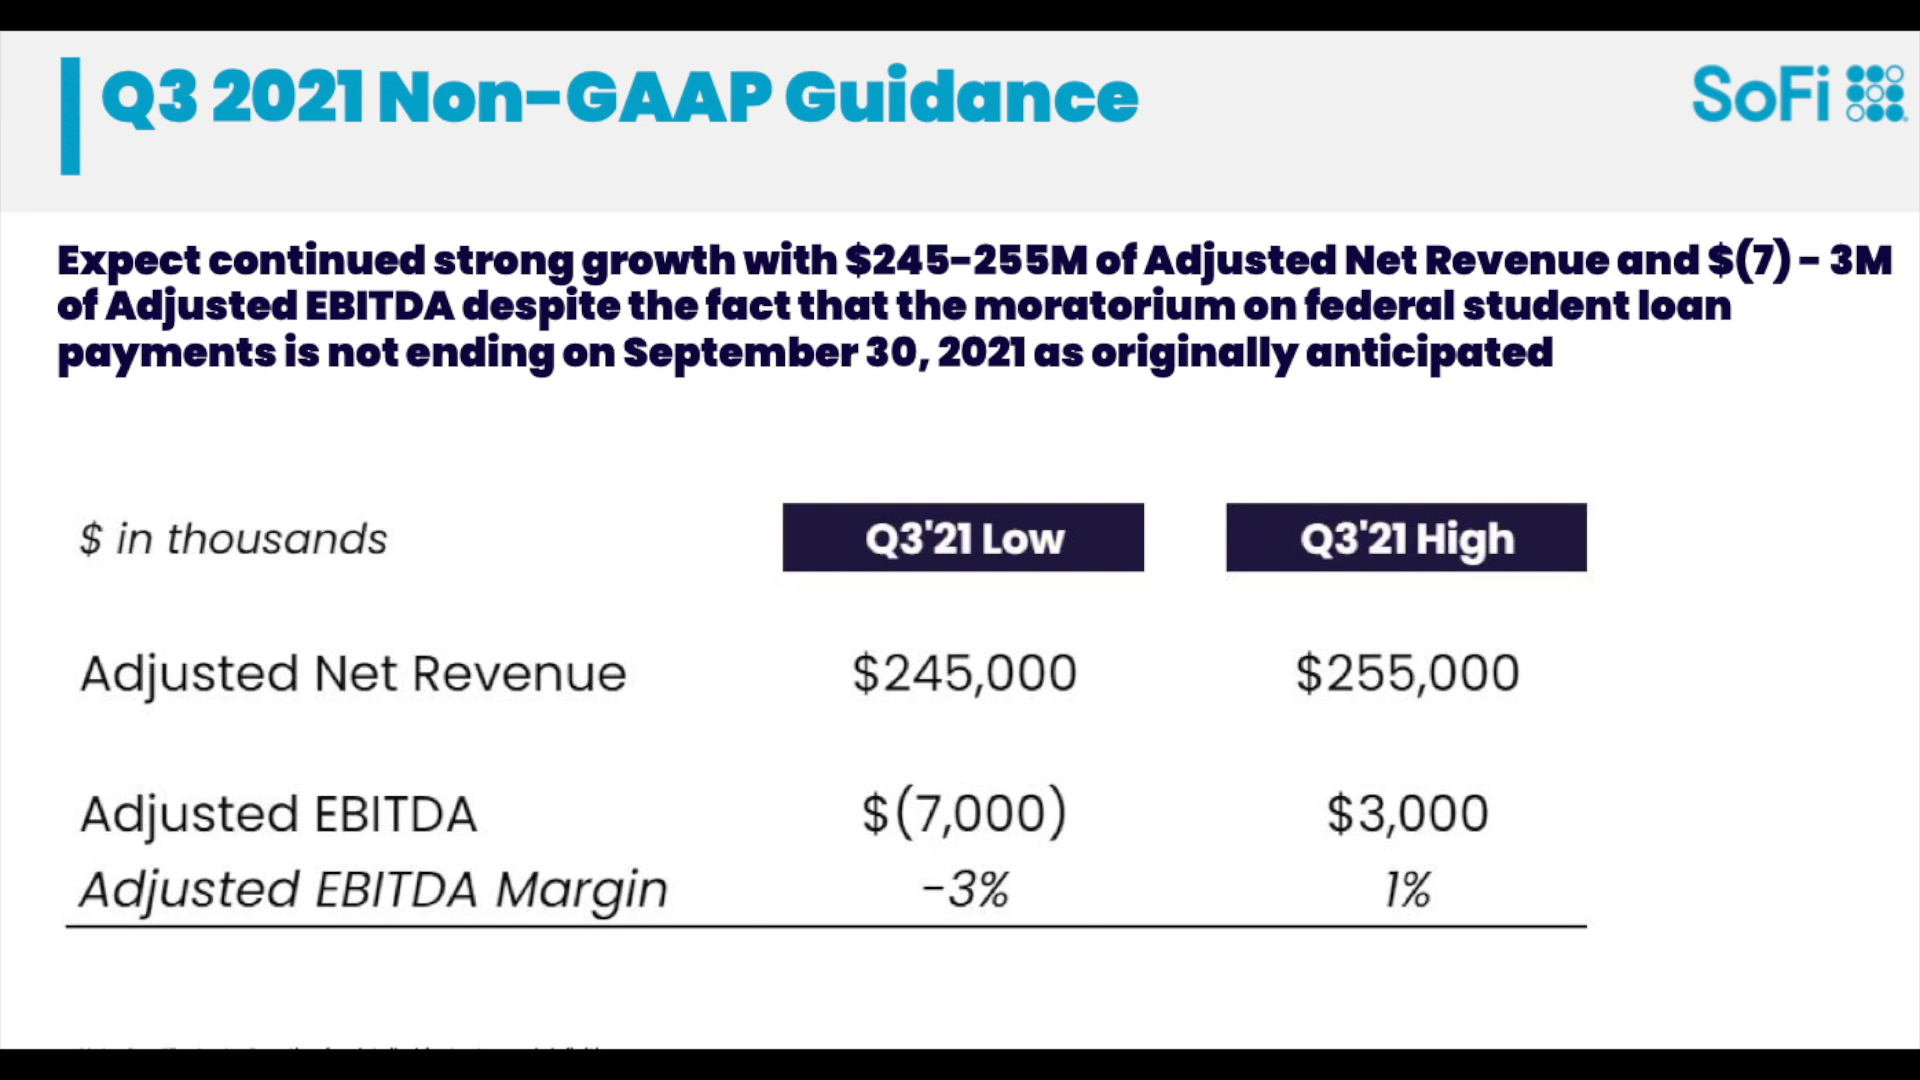 Q3 2021 Non-GAAP Guidance
SoFi
Expect continued strong growth with $245-255M of Adjusted Net Revenue and $(7) - 3M
of Adjusted EBITDA despite the fact that the moratorium on federal student loan
payments is not ending on September 30, 2021 as originally anticipated
$ in thousands Q3'21 Low Q3'21 High
Adjusted Net Revenue $245,000 $255,000
Adjusted EBITDA $(7,000) $3,000
Adjusted EBITDA Margin -3% 1%